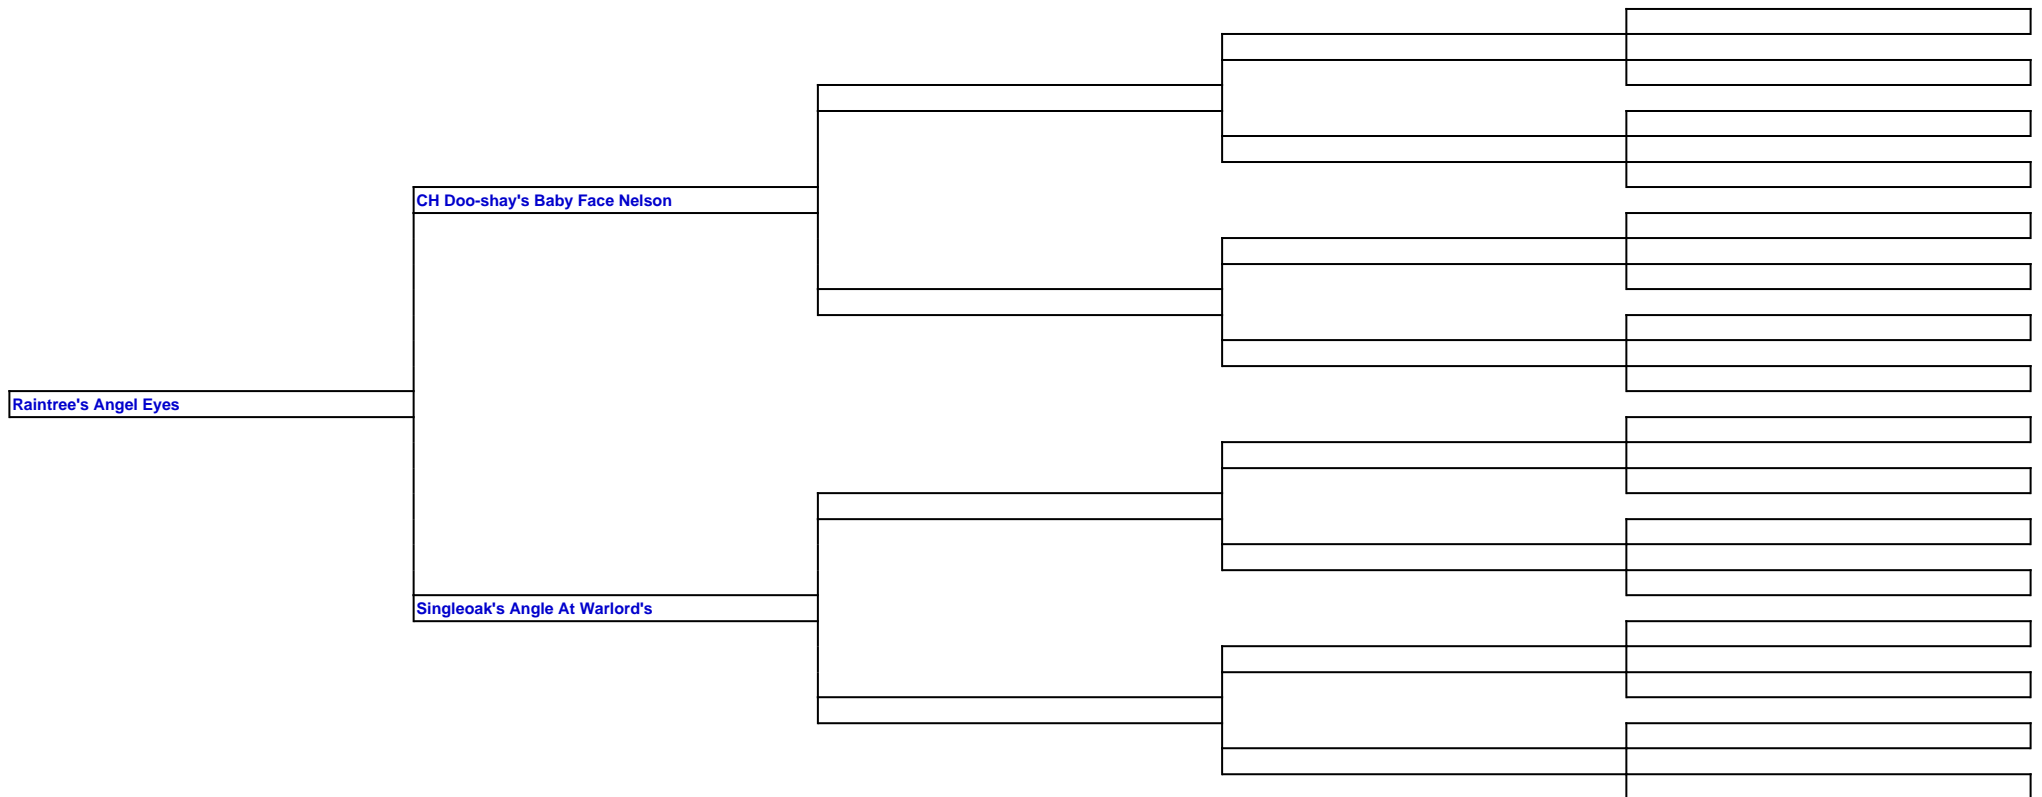 CH Doo-shay's Baby Face Nelson
Raintree's Angel Eyes
Singleoak's Angle At Warlord's